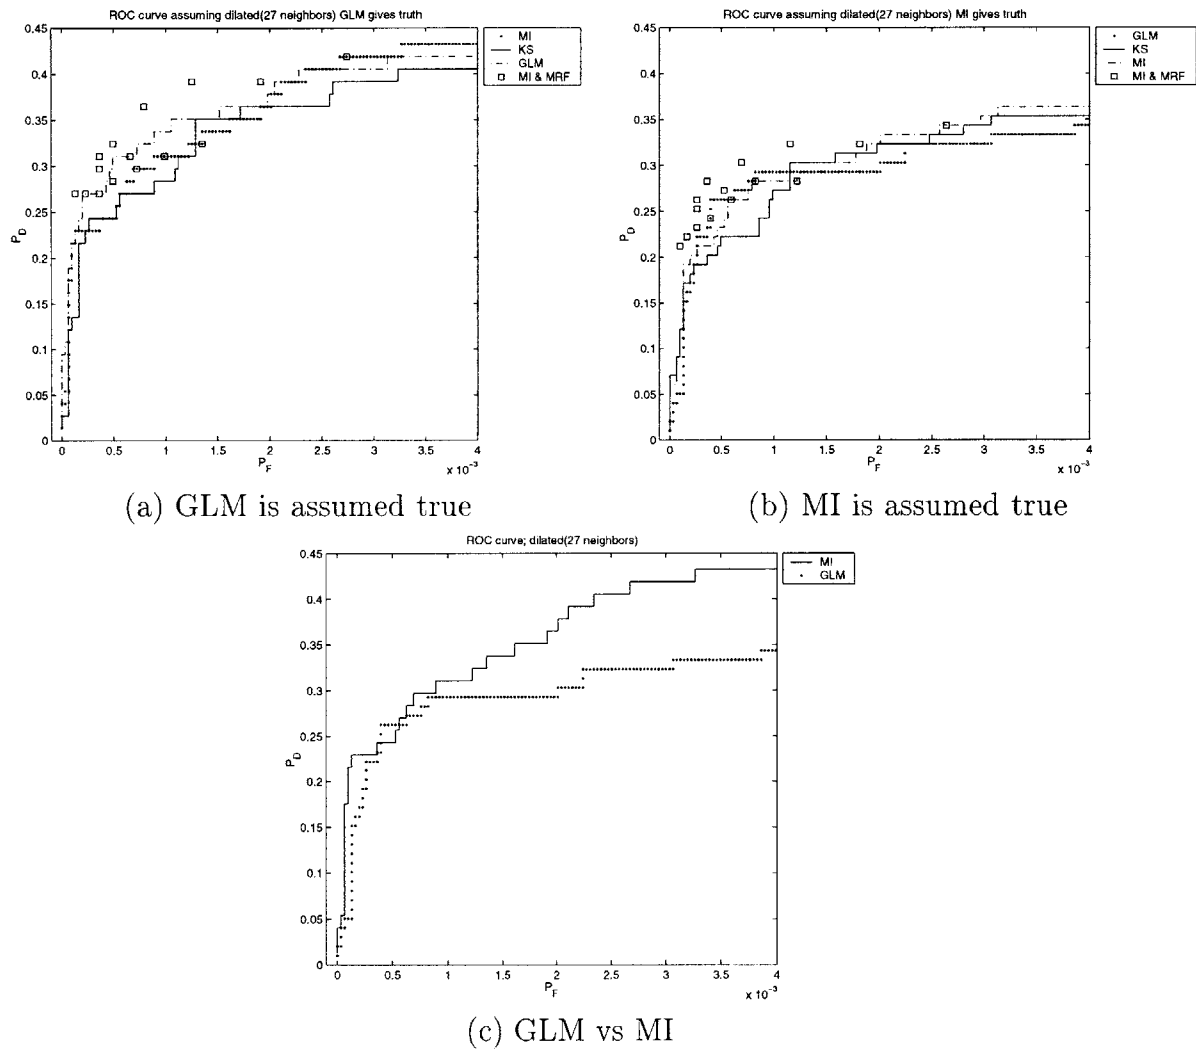 ROC curve assuming dilated(27 neighbors) GLM gives truth
0.45
0.4
0.35
0.3
0.25
0.2
0.15
0.1
0.05
0
P_D
0 0.5 1 1.5 2 2.5 3 3.5 4
P_F
x 10^-3
MI
KS
GLM
MI & MRF
(a) GLM is assumed true
ROC curve assuming dilated(27 neighbors) MI gives truth
0.45
0.4
0.35
0.3
0.25
0.2
0.15
0.1
0.05
0
P_D
0 0.5 1 1.5 2 2.5 3 3.5 4
P_F
x 10^-3
GLM
KS
MI
MI & MRF
(b) MI is assumed true
ROC curve; dilated(27 neighbors)
0.45
0.4
0.35
0.3
0.25
0.2
0.15
0.1
0.05
0
P_D
0 0.5 1 1.5 2 2.5 3 3.5 4
P_F
x 10^-3
MI
GLM
(c) GLM vs MI